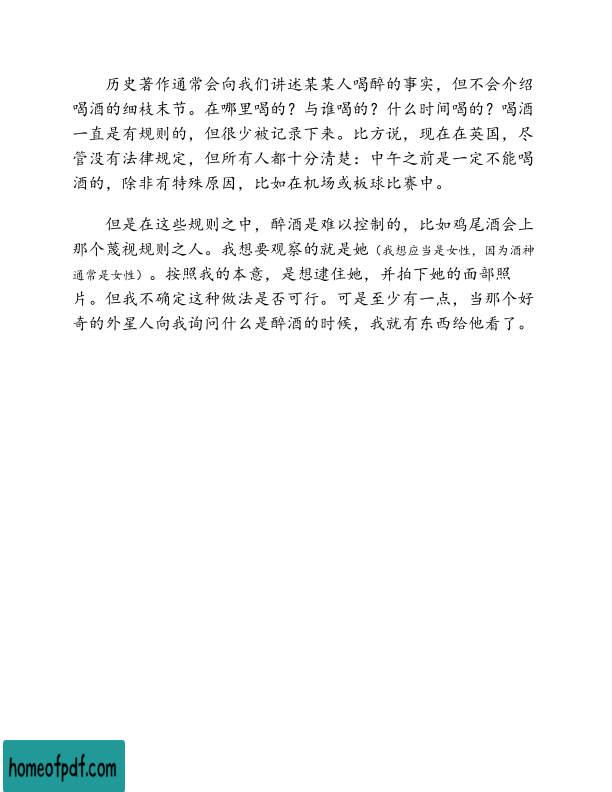 历史著作通常会向我们讲述某某人喝醉的事实，但不会介绍
喝酒的细枝末节。在哪里喝的？与谁喝的？什么时间喝的？喝酒
一直是有规则的，但很少被记录下来。比方说，现在在英国，尽
管没有法律规定，但所有人都十分清楚：中午之前是一定不能喝
酒的，除非有特殊原因，比如在机场或板球比赛中。
但是在这些规则之中，醉酒是难以控制的，比如鸡尾酒会上
那个蔑视规则之人。我想要观察的就是她（我想应当是女性，因为酒神
通常是女性）。按照我的本意，是想逮住她，并拍下她的面部照
片。但我不确定这种做法是否可行。可是至少有一点，当那个好
奇的外星人向我询问什么是醉酒的时候，我就有东西给他看了。
homeofpdf.com